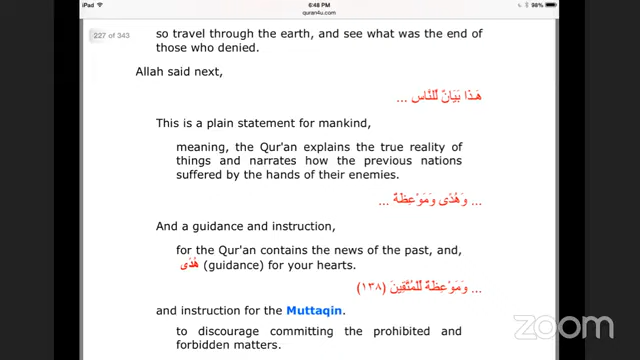 iPad
6:48 PM
98%
quran4u.com
227 of 343
so travel through the earth, and see what was the end of
those who denied.
Allah said next,
هَـذَا بَيَانٌ لِّلنَّاسِ ...
This is a plain statement for mankind,
meaning, the Qur'an explains the true reality of
things and narrates how the previous nations
suffered by the hands of their enemies.
... وَهُدًى وَمَوْعِظَةٌ ...
And a guidance and instruction,
for the Qur'an contains the news of the past, and,
هُدًى (guidance) for your hearts.
... وَمَوْعِظَةٌ لِّلْمُتَّقِينَ (١٣٨)
and instruction for the Muttaqin.
to discourage committing the prohibited and
forbidden matters.
zoom